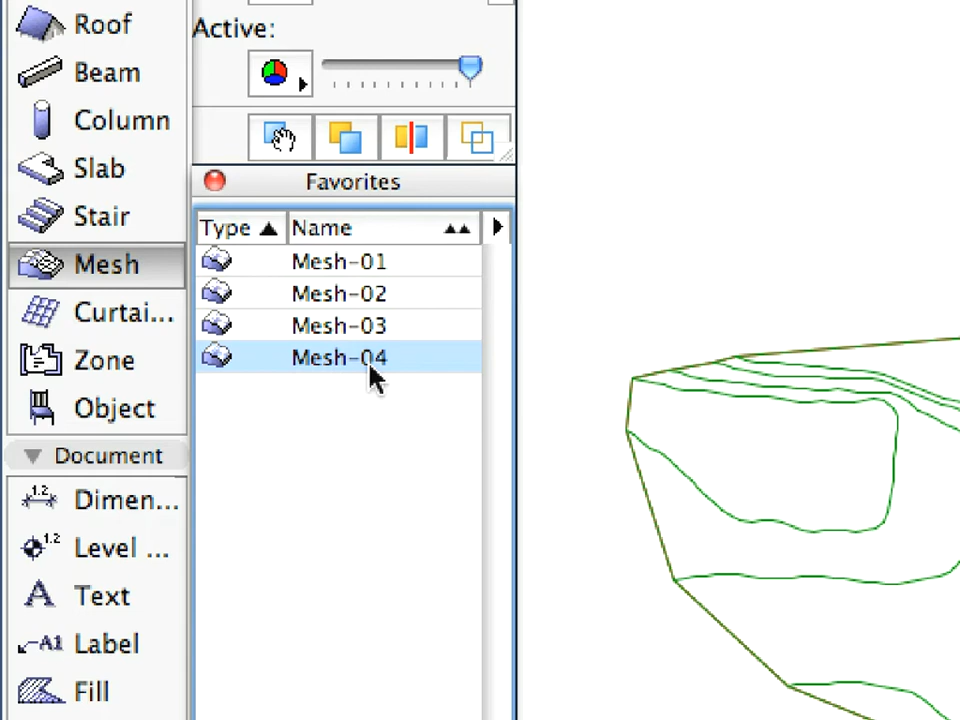 Roof
Beam
Column
Slab
Stair
Mesh
Curtai...
Zone
Object
Document
1.2 Dimen...
1.2 Level ...
A Text
A1 Label
Fill
Active:
Favorites
Type Name
Mesh-01
Mesh-02
Mesh-03
Mesh-04